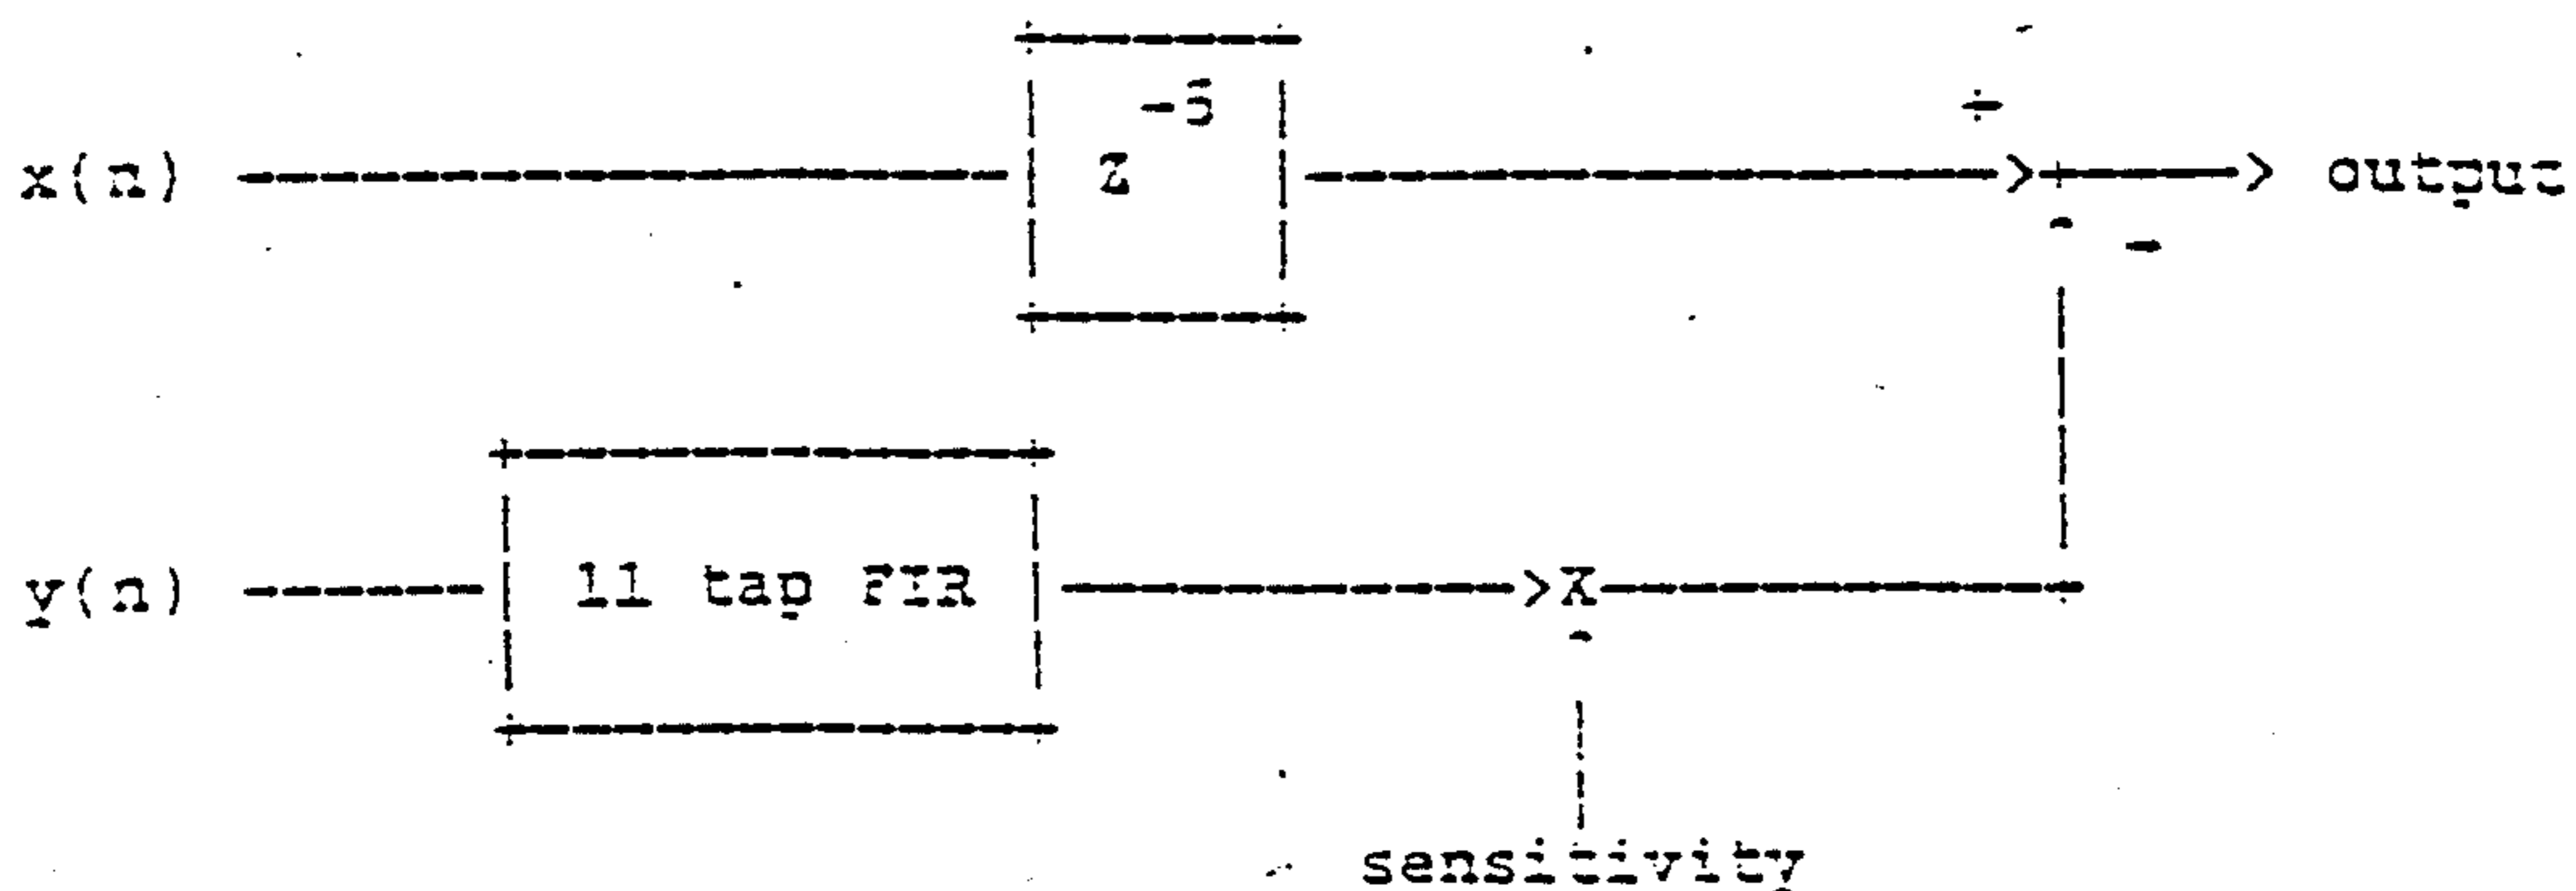 -5
+
x(n) z > + > output
-
y(n) 11 tap FIR >X
sensitivity